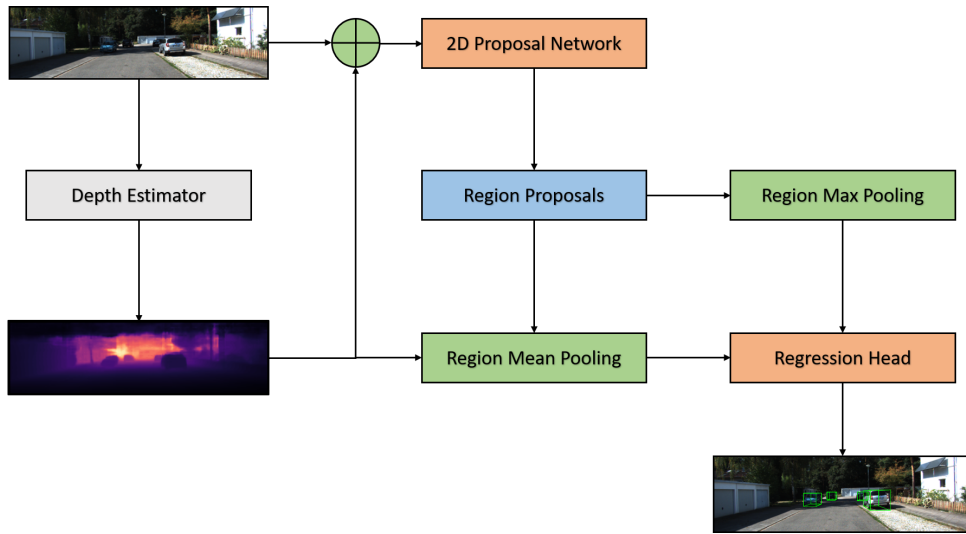 2D Proposal Network
Depth Estimator
Region Proposals
Region Max Pooling
Region Mean Pooling
Regression Head